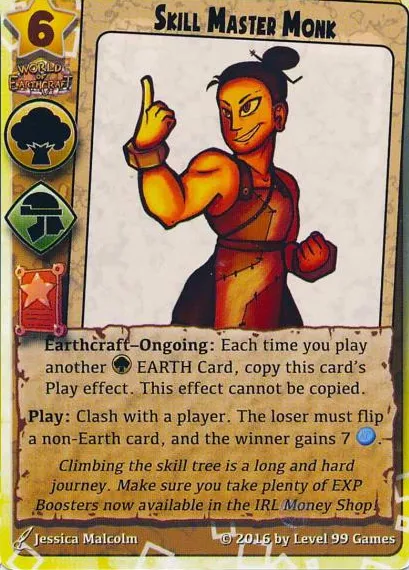 6
SKILL MASTER MONK
WORLD
OF
EARTHCRAFT
Earthcraft–Ongoing: Each time you play
another EARTH Card, copy this card's
Play effect. This effect cannot be copied.
Play: Clash with a player. The loser must flip
a non-Earth card, and the winner gains 7 .
Climbing the skill tree is a long and hard
journey. Make sure you take plenty of EXP
Boosters now available in the IRL Money Shop!
Jessica Malcolm
© 2016 by Level 99 Games